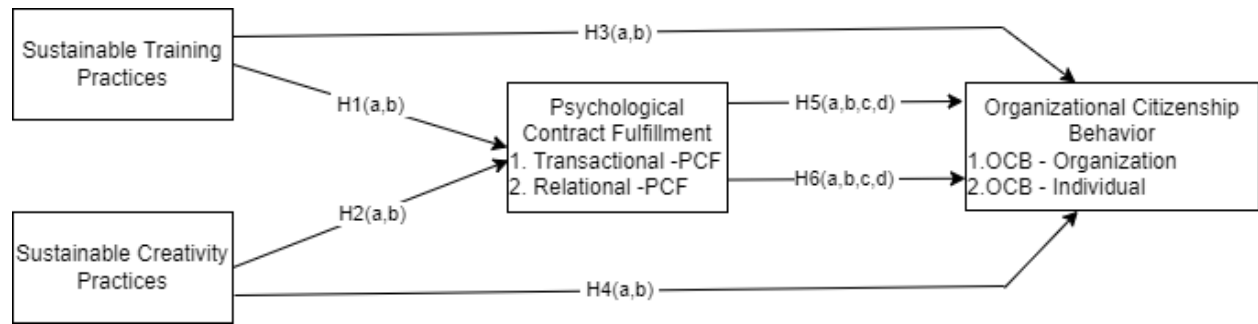 Sustainable Training
Practices
H3(a,b)
H1(a,b)
Psychological
Contract Fulfillment
1. Transactional -PCF
2. Relational -PCF
H5(a,b,c,d)
H6(a,b,c,d)
Organizational Citizenship
Behavior
1.OCB - Organization
2.OCB - Individual
H2(a,b)
Sustainable Creativity
Practices
H4(a,b)